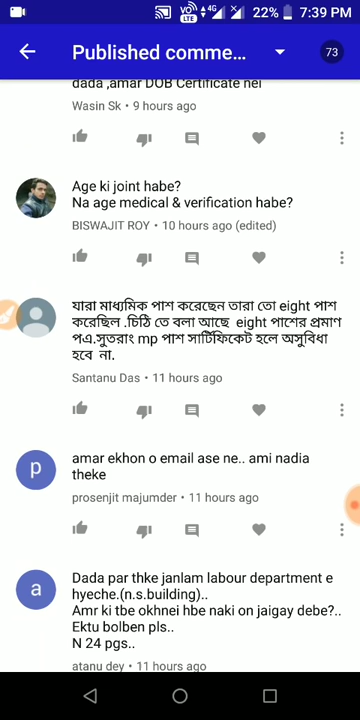 VO)) LTE 4G 22% 7:39 PM
Published comme... 73
dada ,amar DOB Certificate nei
Wasin Sk • 9 hours ago
Age ki joint habe?
Na age medical & verification habe?
BISWAJIT ROY • 10 hours ago (edited)
যারা মাধ্যমিক পাশ করেছেন তারা তো eight পাশ
করেছিল .চিঠি তে বলা আছে eight পাশের প্রমাণ
পএ.সুতরাং mp পাশ সার্টিফিকেট হলে অসুবিধা
হবে না.
Santanu Das • 11 hours ago
p
amar ekhon o email ase ne.. ami nadia
theke
prosenjit majumder • 11 hours ago
a
Dada par thke janlam labour department e
hyeche.(n.s.building)..
Amr ki tbe okhnei hbe naki on jaigay debe?..
Ektu bolben pls..
N 24 pgs..
atanu dey • 11 hours ago